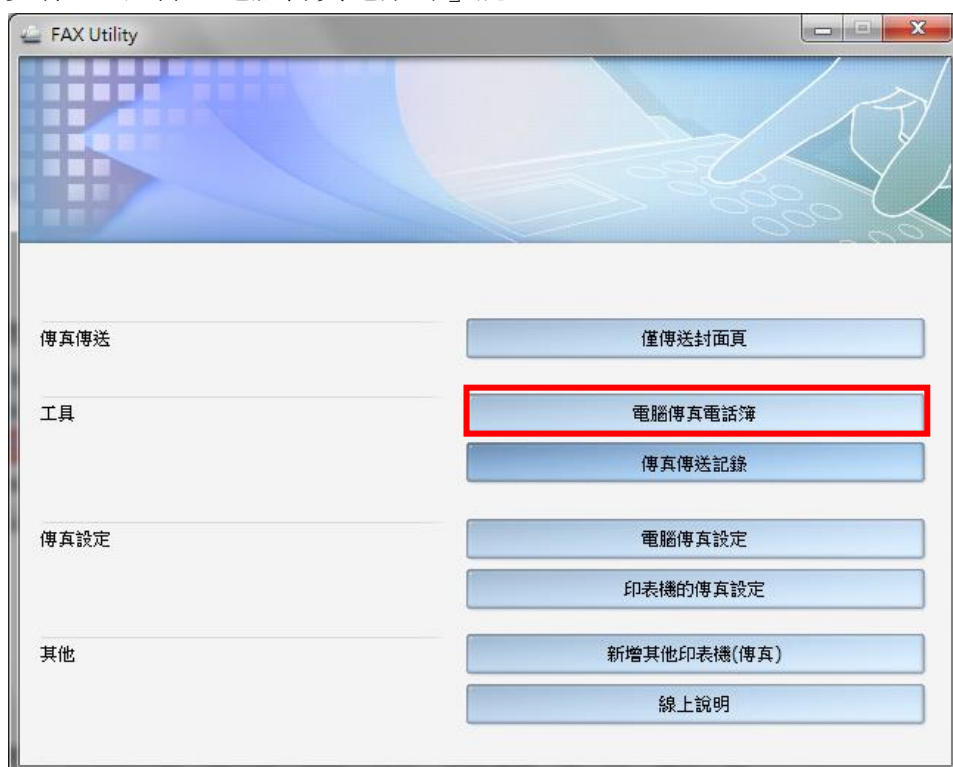 FAX Utility
傳真傳送
僅傳送封面頁
工具
電腦傳真電話簿
傳真傳送記錄
傳真設定
電腦傳真設定
印表機的傳真設定
其他
新增其他印表機(傳真)
線上說明